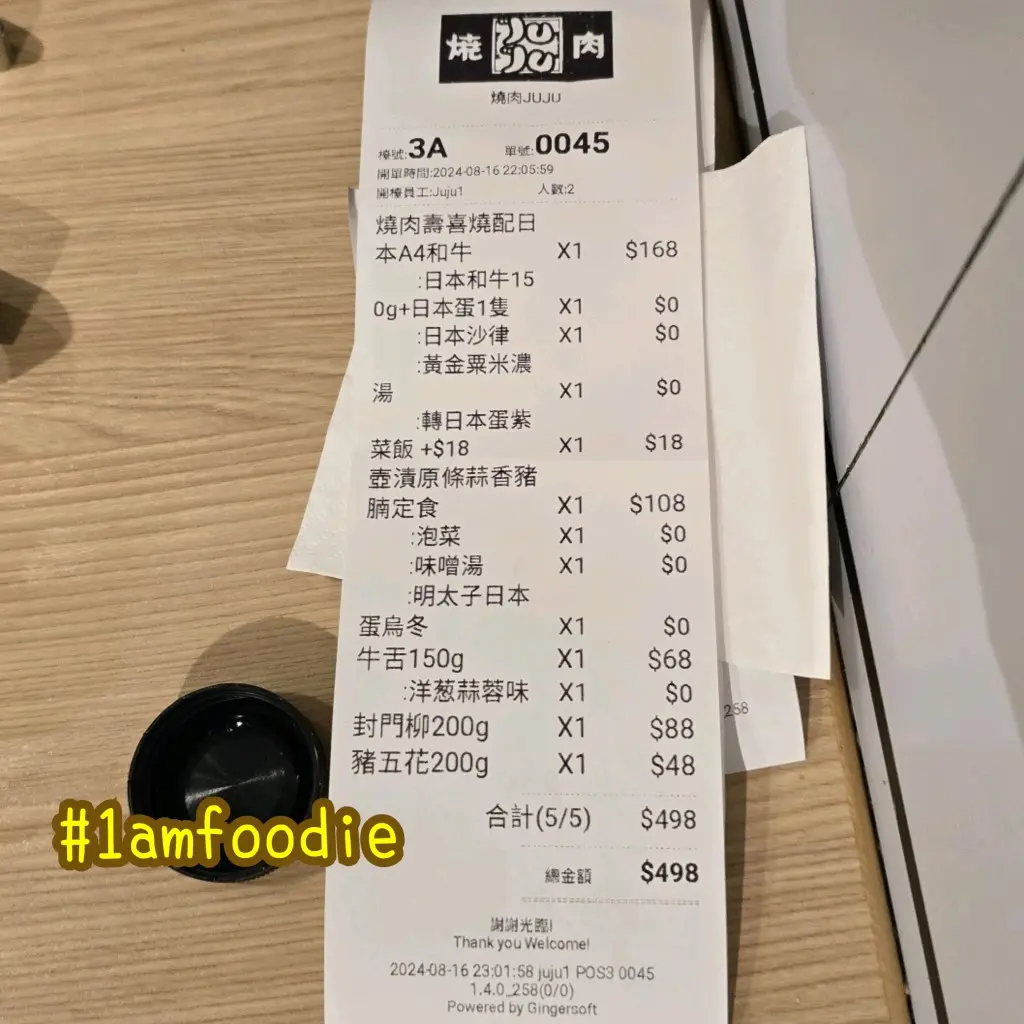 燒 JUJU 肉
燒肉JUJU
檯號:3A 單號:0045
開單時間:2024-08-16 22:05:59
開檯員工:Juju1 人數:2
燒肉壽喜燒配日
本A4和牛 X1 $168
:日本和牛15
0g+日本蛋1隻 X1 $0
:日本沙律 X1 $0
:黃金粟米濃
湯 X1 $0
:轉日本蛋紫
菜飯 +$18 X1 $18
壺漬原條蒜香豬
腩定食 X1 $108
:泡菜 X1 $0
:味噌湯 X1 $0
:明太子日本
蛋烏冬 X1 $0
牛舌150g X1 $68
:洋葱蒜蓉味 X1 $0
封門柳200g X1 $88
豬五花200g X1 $48
合計(5/5) $498
總金額 $498
謝謝光臨!
Thank you Welcome!
2024-08-16 23:01:58 juju1 POS3 0045
1.4.0_258(0/0)
Powered by Gingersoft
258
#1amfoodie